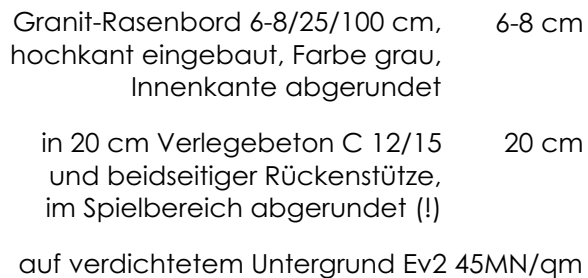 Granit-Rasenbord 6-8/25/100 cm, 6-8 cm
hochkant eingebaut, Farbe grau,
Innenkante abgerundet
in 20 cm Verlegebeton C 12/15 20 cm
und beidseitiger Rückenstütze,
im Spielbereich abgerundet (!)
auf verdichtetem Untergrund Ev2 45MN/qm